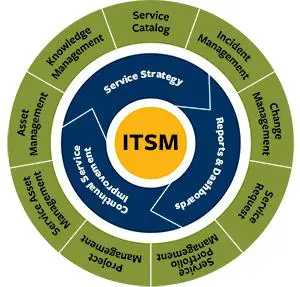 Service
Catalog
Incident
Management
Change
Management
Service
Request
Service
Portfolio
Management
Project
Management
Service Asset
Management
Asset
Management
Knowledge
Management
Service Strategy
Reports & Dashboards
Continual Service
Improvement
ITSM